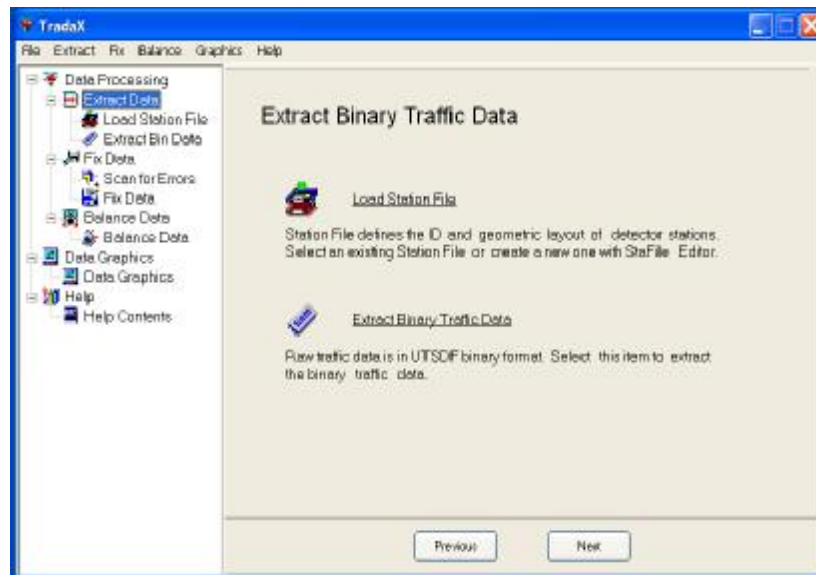 TradaX
File Extract Fix Balance Graphics Help
Data Processing
Extract Data
Load Station File
Extract Bin Data
Fix Data
Scan for Errors
Fix Data
Balance Data
Balance Data
Data Graphics
Data Graphics
Help
Help Contents
Extract Binary Traffic Data
Load Station File
Station File defines the ID and geometric layout of detector stations.
Select an existing Station File or create a new one with StaFile Editor.
Extract Binary Traffic Data
Raw traffic data is in UTSDF binary format. Select this item to extract
the binary traffic data.
Previous
Next